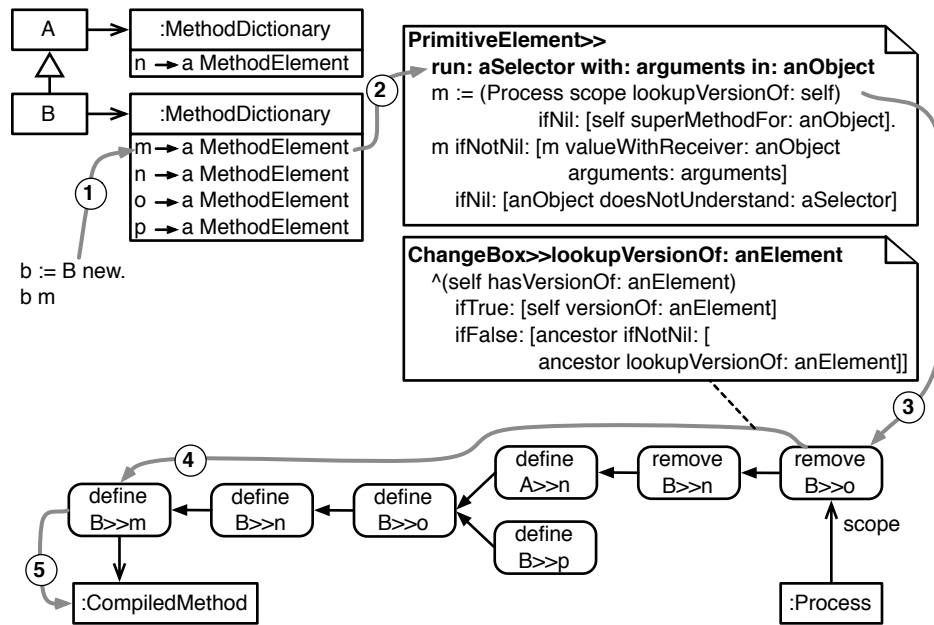 A
:MethodDictionary
n → a MethodElement
B
:MethodDictionary
m → a MethodElement
n → a MethodElement
o → a MethodElement
p → a MethodElement
1
2
b := B new.
b m
PrimitiveElement>>
run: aSelector with: arguments in: anObject
m := (Process scope lookupVersionOf: self)
ifNil: [self superMethodFor: anObject].
m ifNotNil: [m valueWithReceiver: anObject
arguments: arguments]
ifNil: [anObject doesNotUnderstand: aSelector]
ChangeBox>>lookupVersionOf: anElement
^(self hasVersionOf: anElement)
ifTrue: [self versionOf: anElement]
ifFalse: [ancestor ifNotNil: [
ancestor lookupVersionOf: anElement]]
3
4
define
B>>m
define
B>>n
define
B>>o
define
A>>n
remove
B>>n
remove
B>>o
define
B>>p
scope
5
:CompiledMethod
:Process